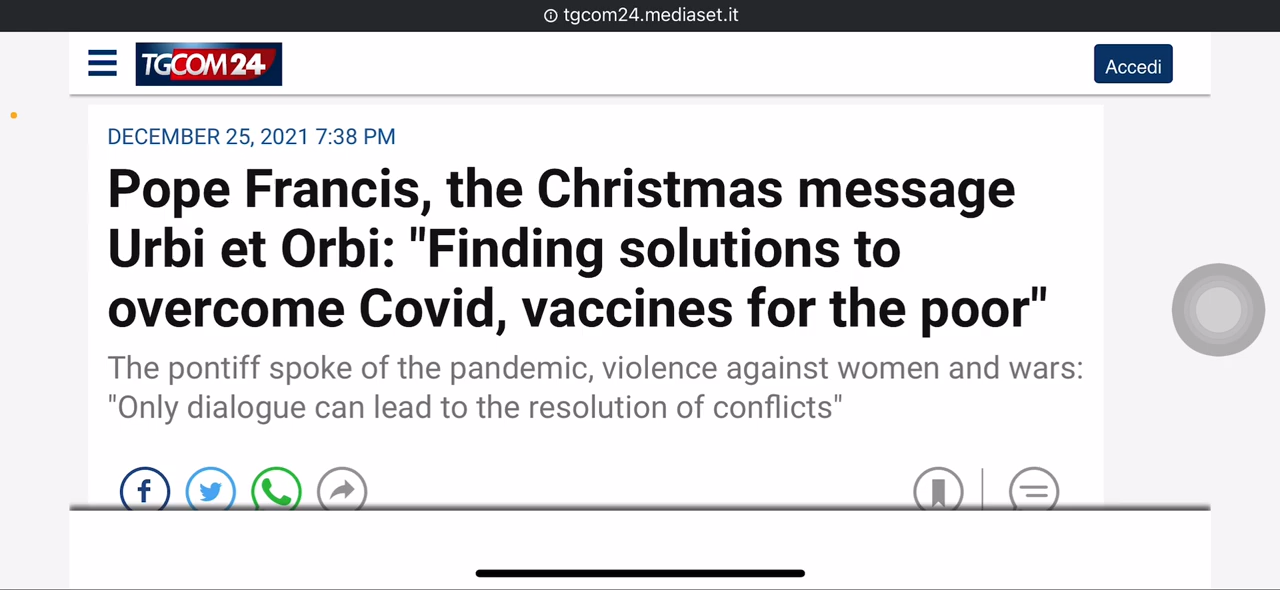 tgcom24.mediaset.it
TGCOM24
Accedi
DECEMBER 25, 2021 7:38 PM
Pope Francis, the Christmas message
Urbi et Orbi: "Finding solutions to
overcome Covid, vaccines for the poor"
The pontiff spoke of the pandemic, violence against women and wars:
"Only dialogue can lead to the resolution of conflicts"